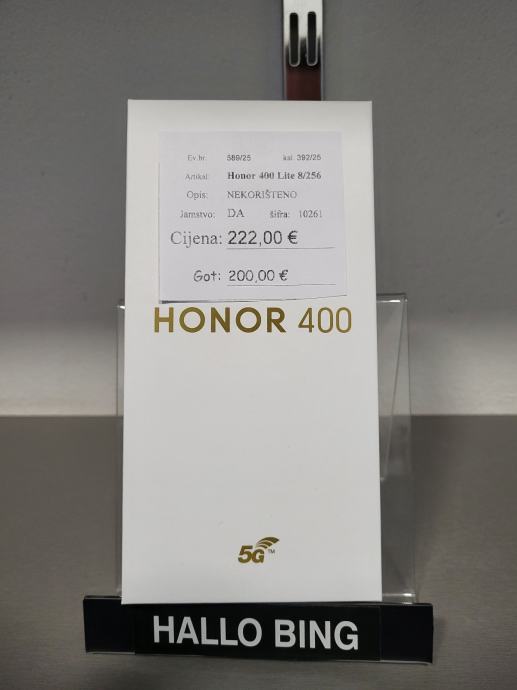 Ev.br. 589/25 kal. 392/25
Artikal: Honor 400 Lite 8/256
Opis: NEKORIŠTENO
Jamstvo: DA šifra: 10261
Cijena: 222,00 €
Got: 200,00 €
HONOR 400
5G™
HALLO BING